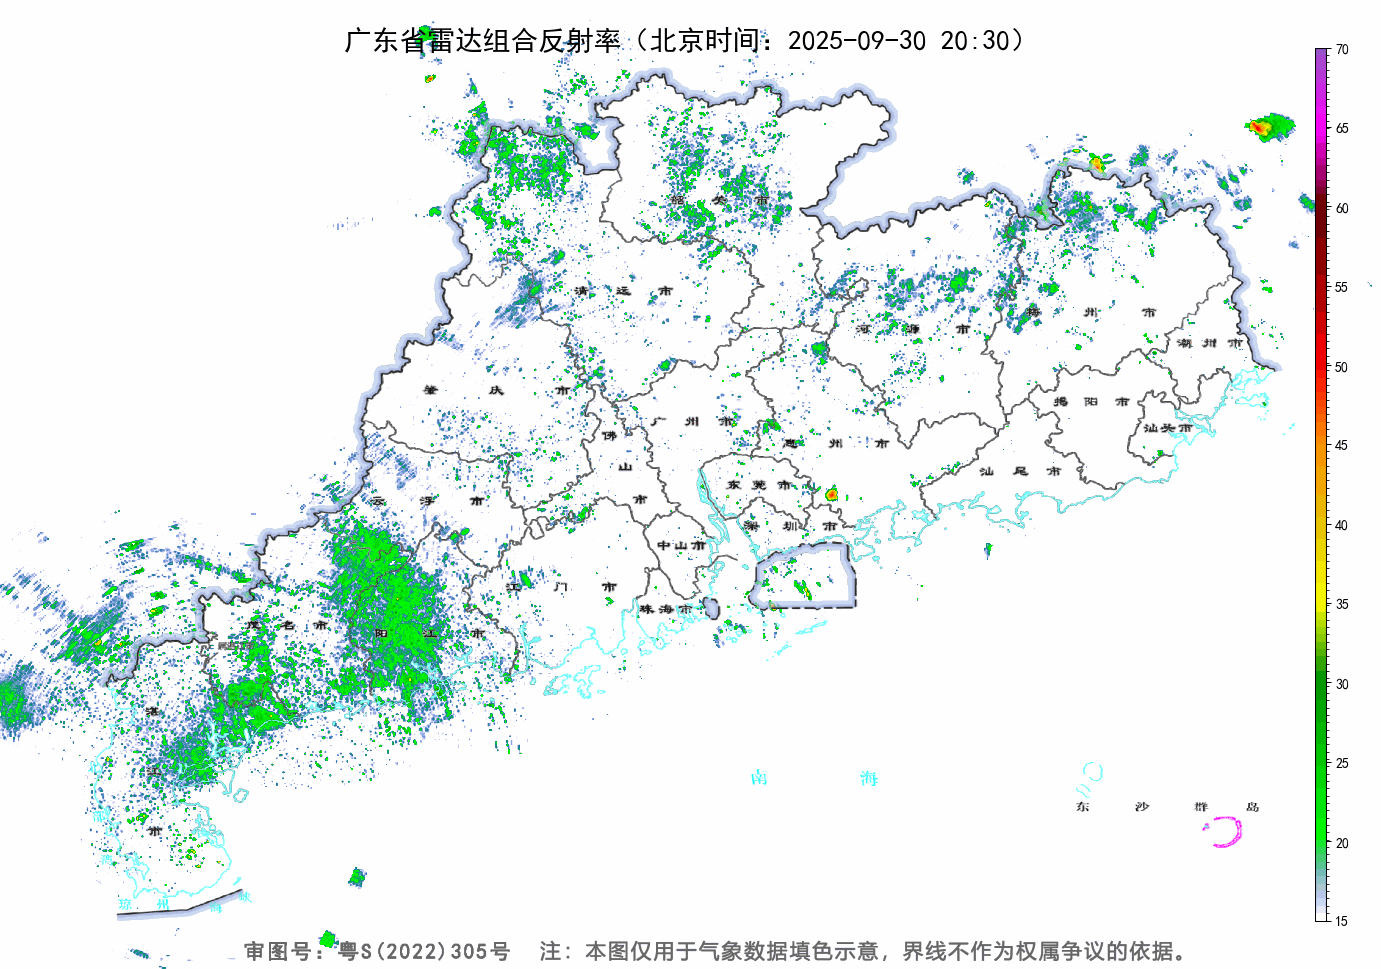 广东省雷达组合反射率（北京时间：2025-09-30 20:30）
70
65
60
55
50
45
40
35
30
25
20
15
韶关市
清远市
河源市
梅州市
潮州市
肇庆市
广州市
佛山市
惠州市
揭阳市
汕头市
汕尾市
东莞市
云浮市
深圳市
中山市
江门市
珠海市
茂名市
阳江市
湛江市
南海
东沙群岛
琼州海峡
审图号：粤S(2022)305号 注：本图仅用于气象数据填色示意，界线不作为权属争议的依据。